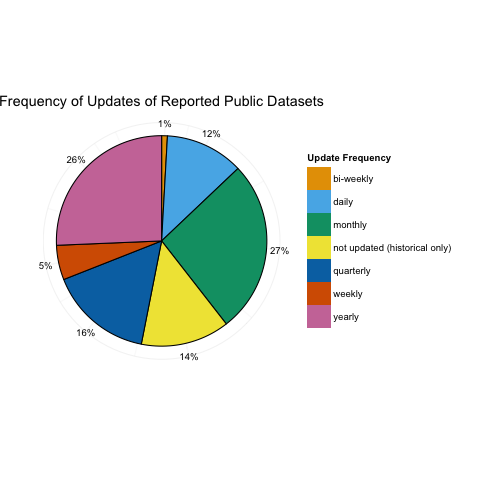 Frequency of Updates of Reported Public Datasets
1%
12%
26%
27%
5%
16%
14%
Update Frequency
bi-weekly
daily
monthly
not updated (historical only)
quarterly
weekly
yearly